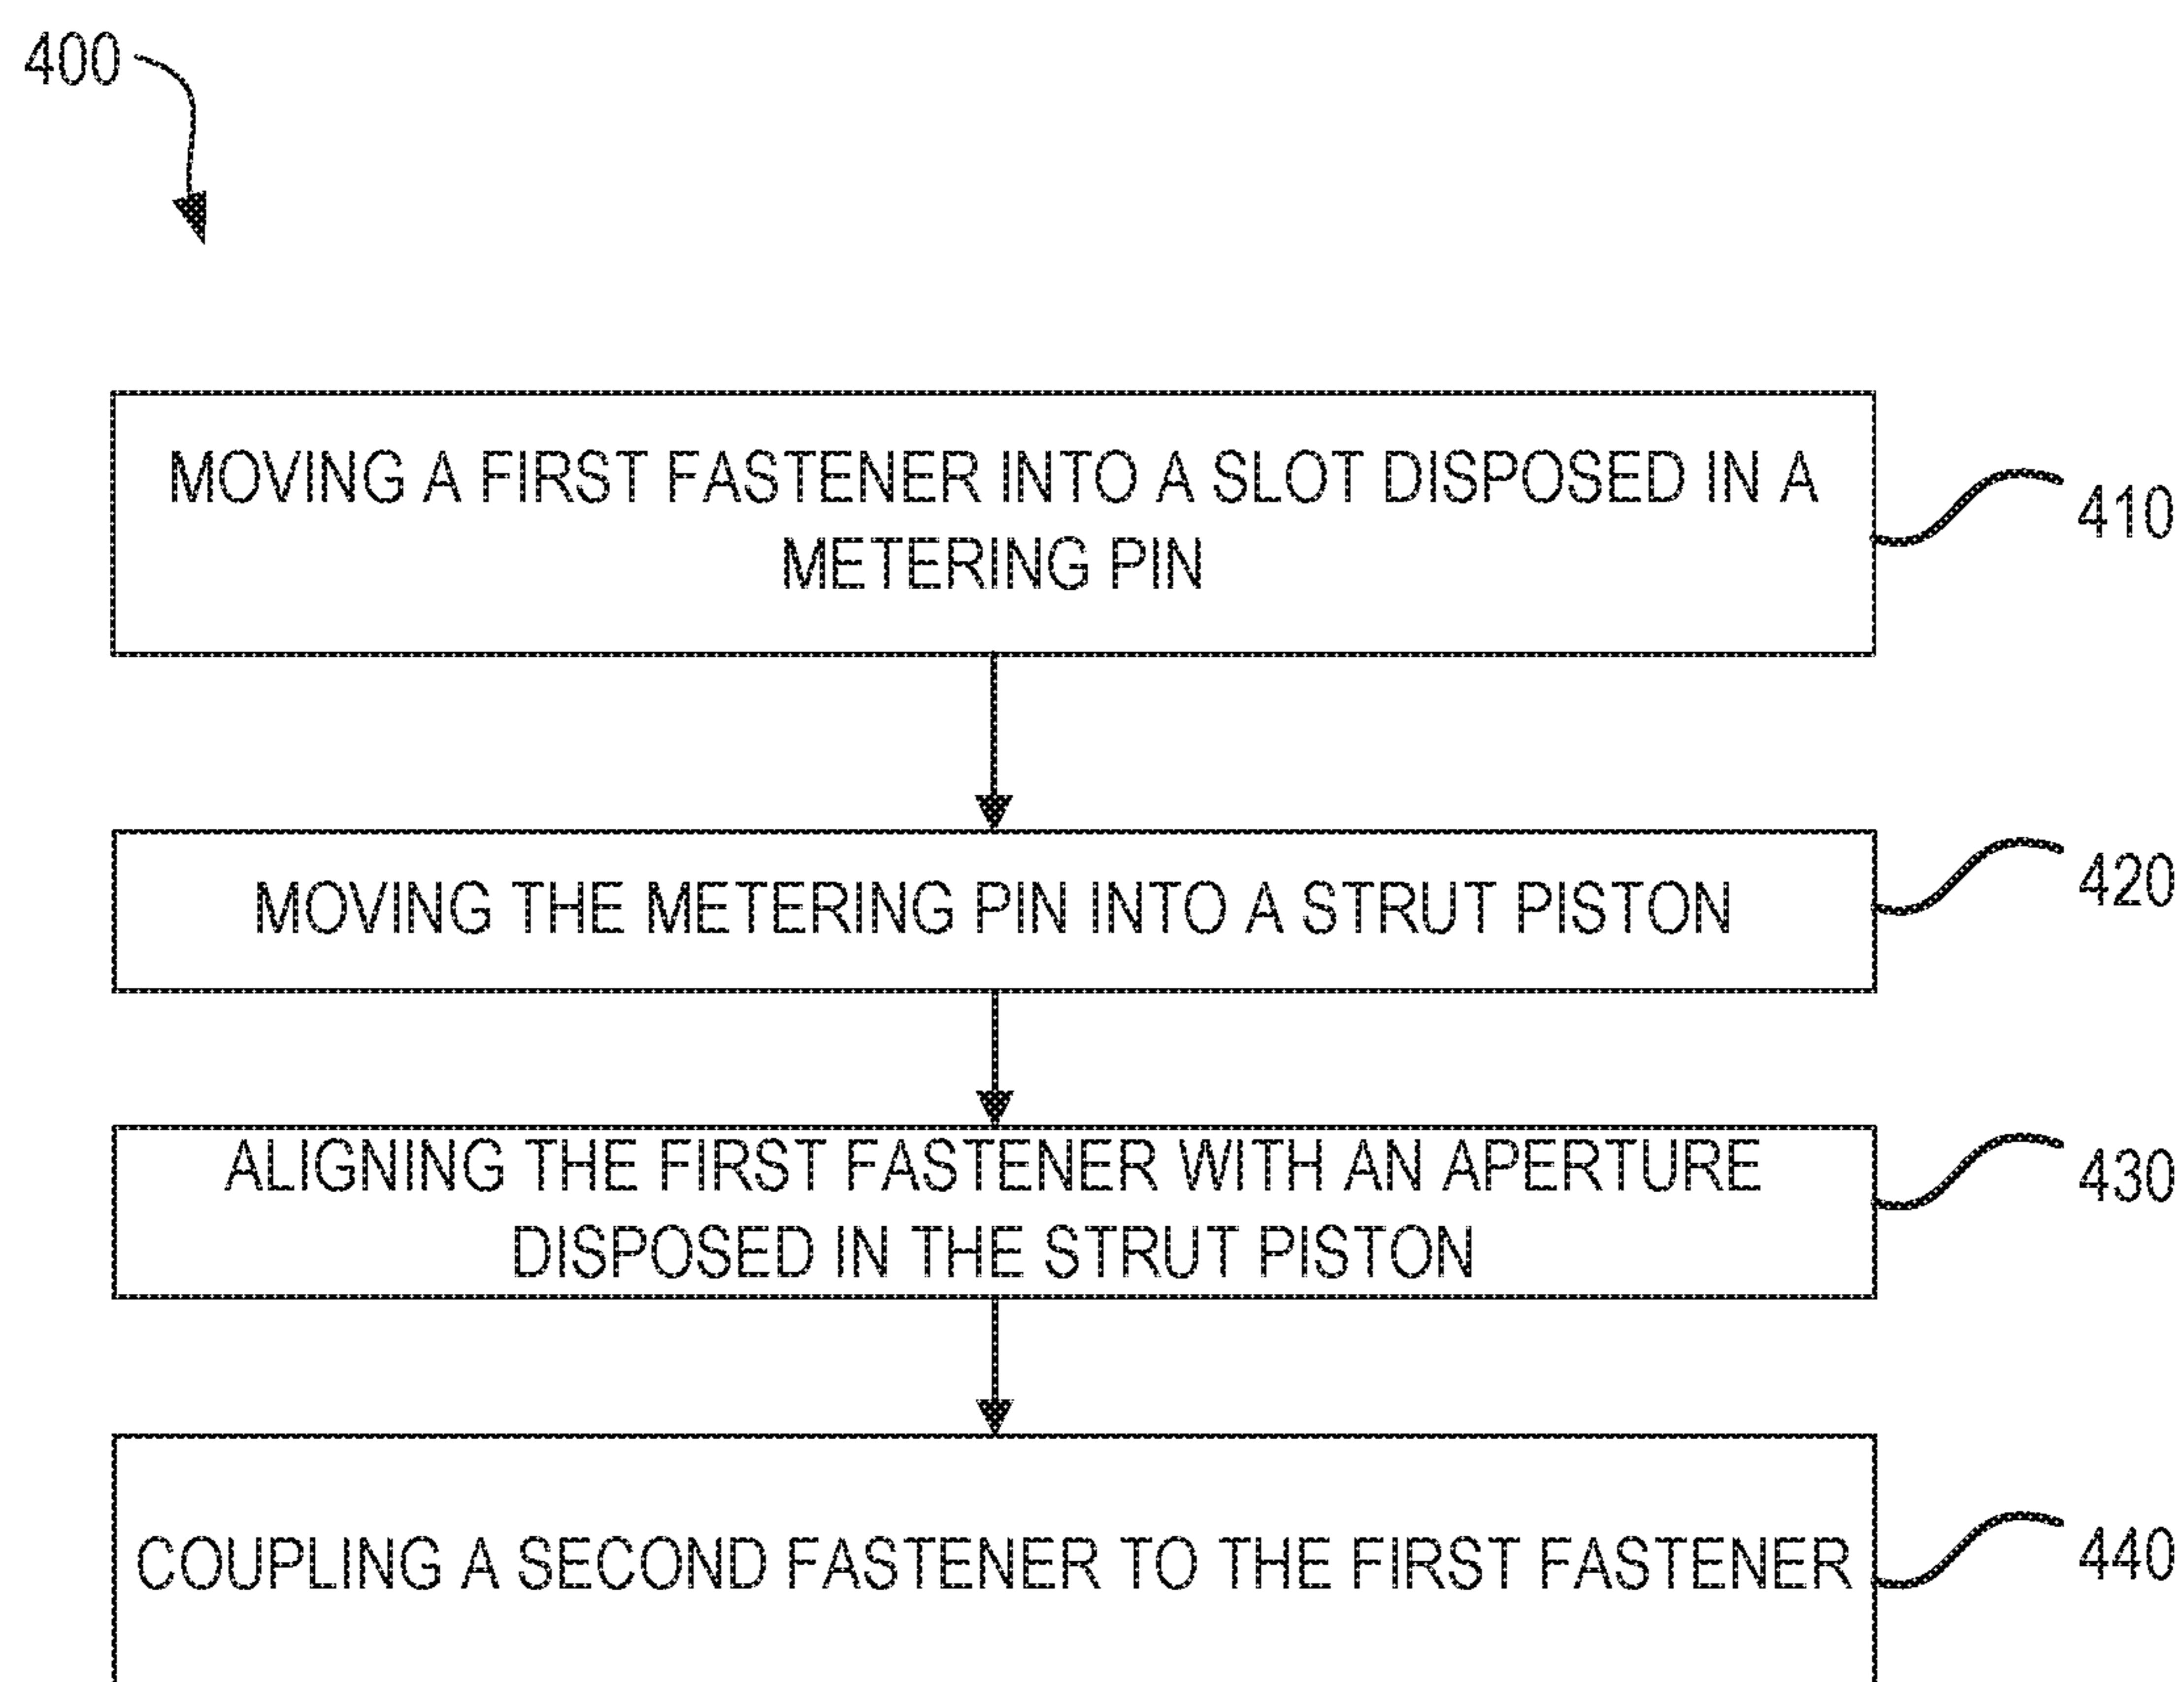 400
MOVING A FIRST FASTENER INTO A SLOT DISPOSED IN A
METERING PIN
410
MOVING THE METERING PIN INTO A STRUT PISTON
420
ALIGNING THE FIRST FASTENER WITH AN APERTURE
DISPOSED IN THE STRUT PISTON
430
COUPLING A SECOND FASTENER TO THE FIRST FASTENER
440